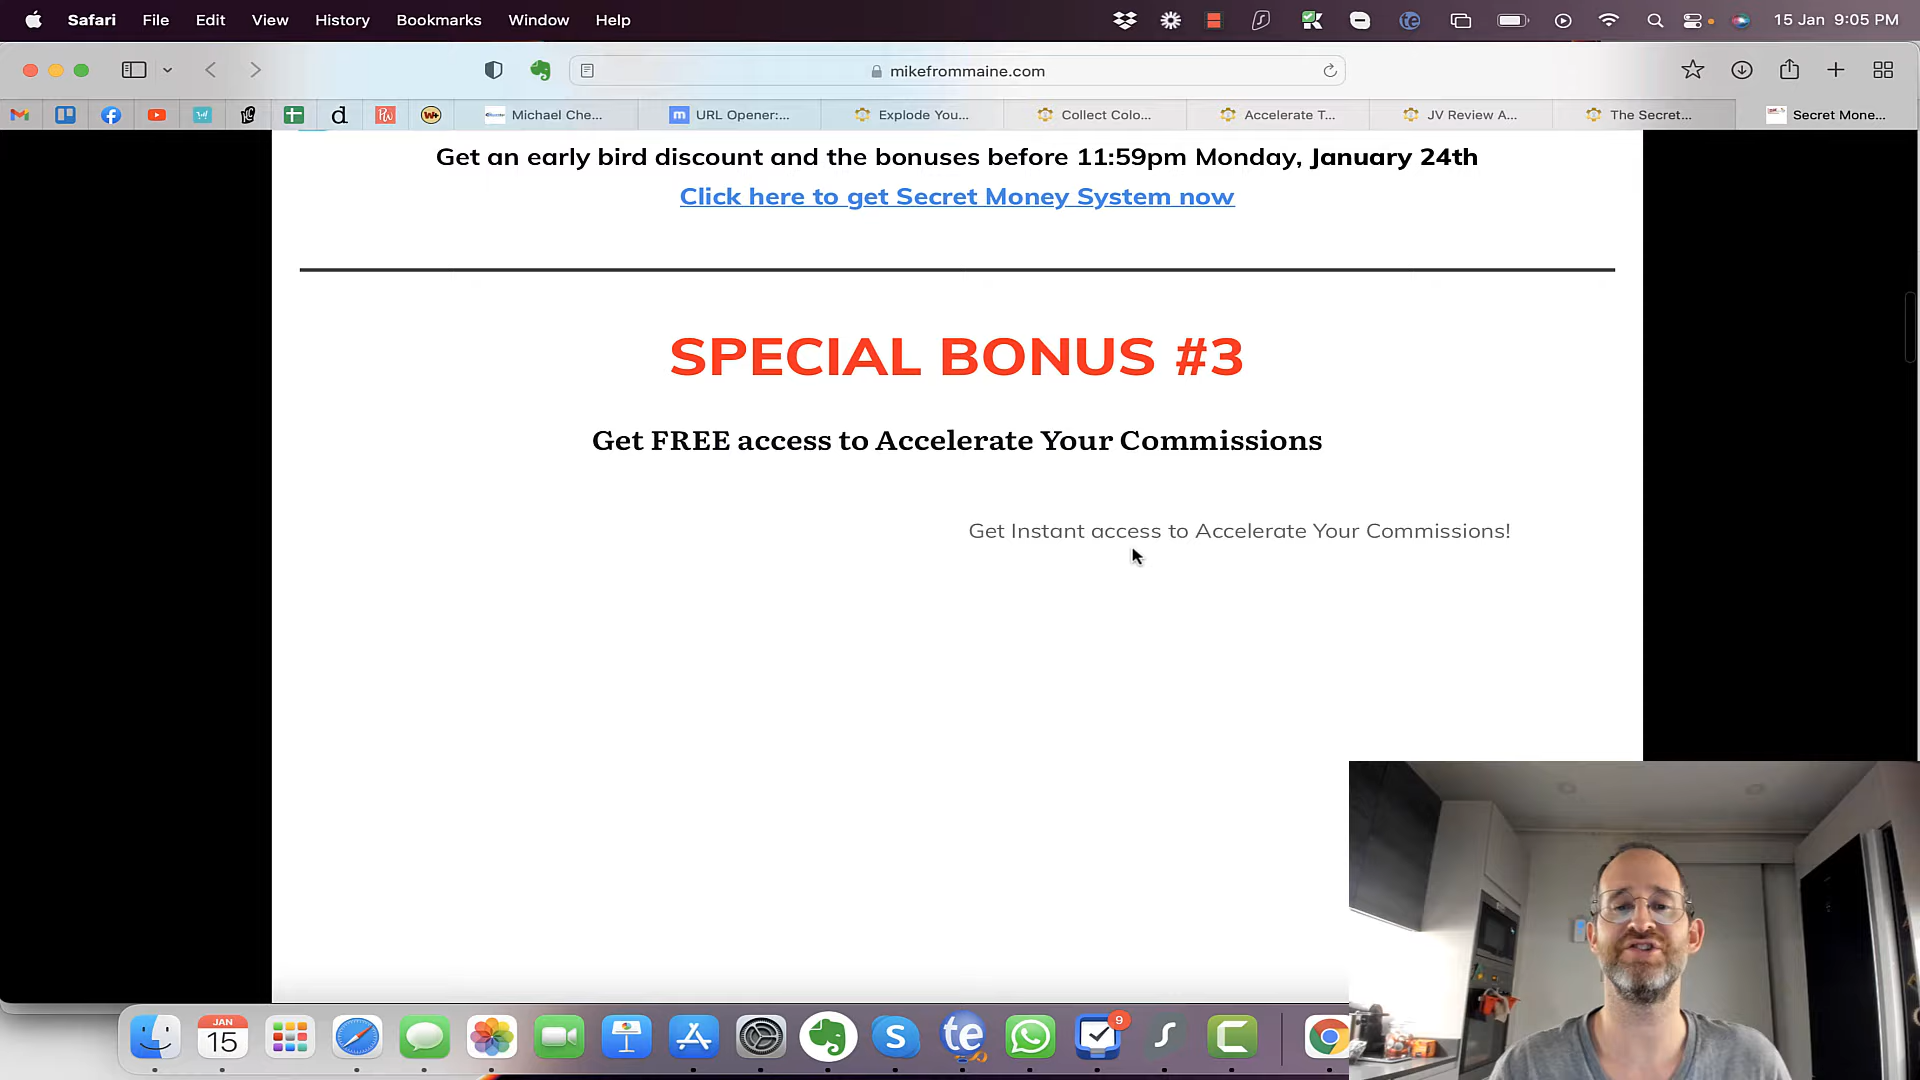 Safari File Edit View History Bookmarks Window Help 15 Jan 9:05 PM
mikefrommaine.com
Michael Che... URL Opener:... Explode You... Collect Colo... Accelerate T... JV Review A... The Secret... Secret Mone...
Get an early bird discount and the bonuses before 11:59pm Monday, January 24th
Click here to get Secret Money System now
SPECIAL BONUS #3
Get FREE access to Accelerate Your Commissions
Get Instant access to Accelerate Your Commissions!
JAN
15
9